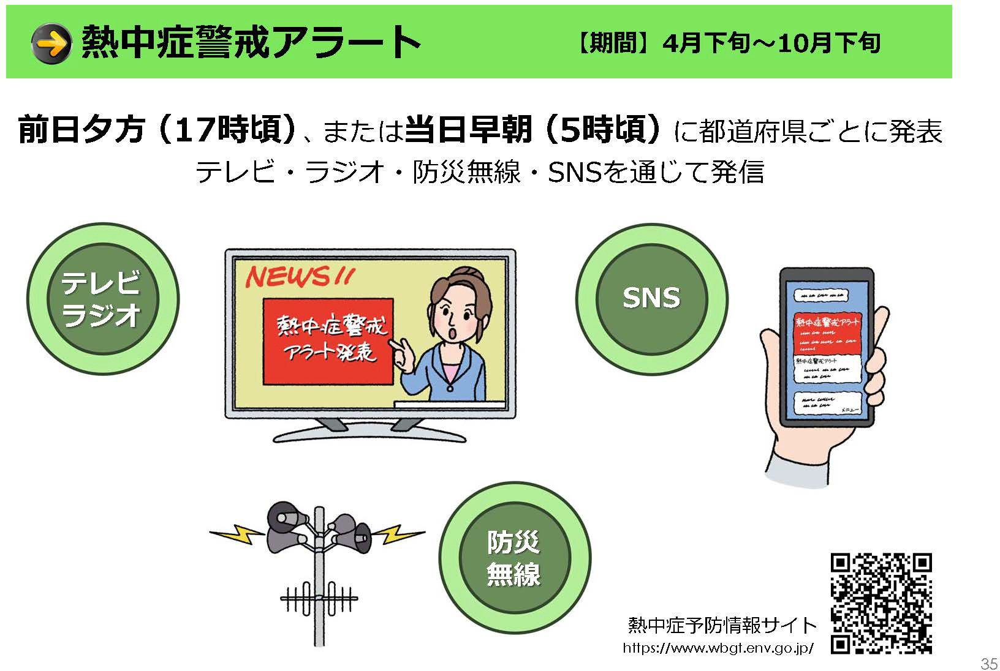 熱中症警戒アラート
【期間】4月下旬～10月下旬
前日夕方（17時頃）、または当日早朝（5時頃）に都道府県ごとに発表
テレビ・ラジオ・防災無線・SNSを通じて発信
テレビ
ラジオ
NEWS!!
熱中症警戒
アラート発表
SNS
熱中症警戒アラート
熱中症警戒アラート
メニュー
防災
無線
熱中症予防情報サイト
https://www.wbgt.env.go.jp/
35